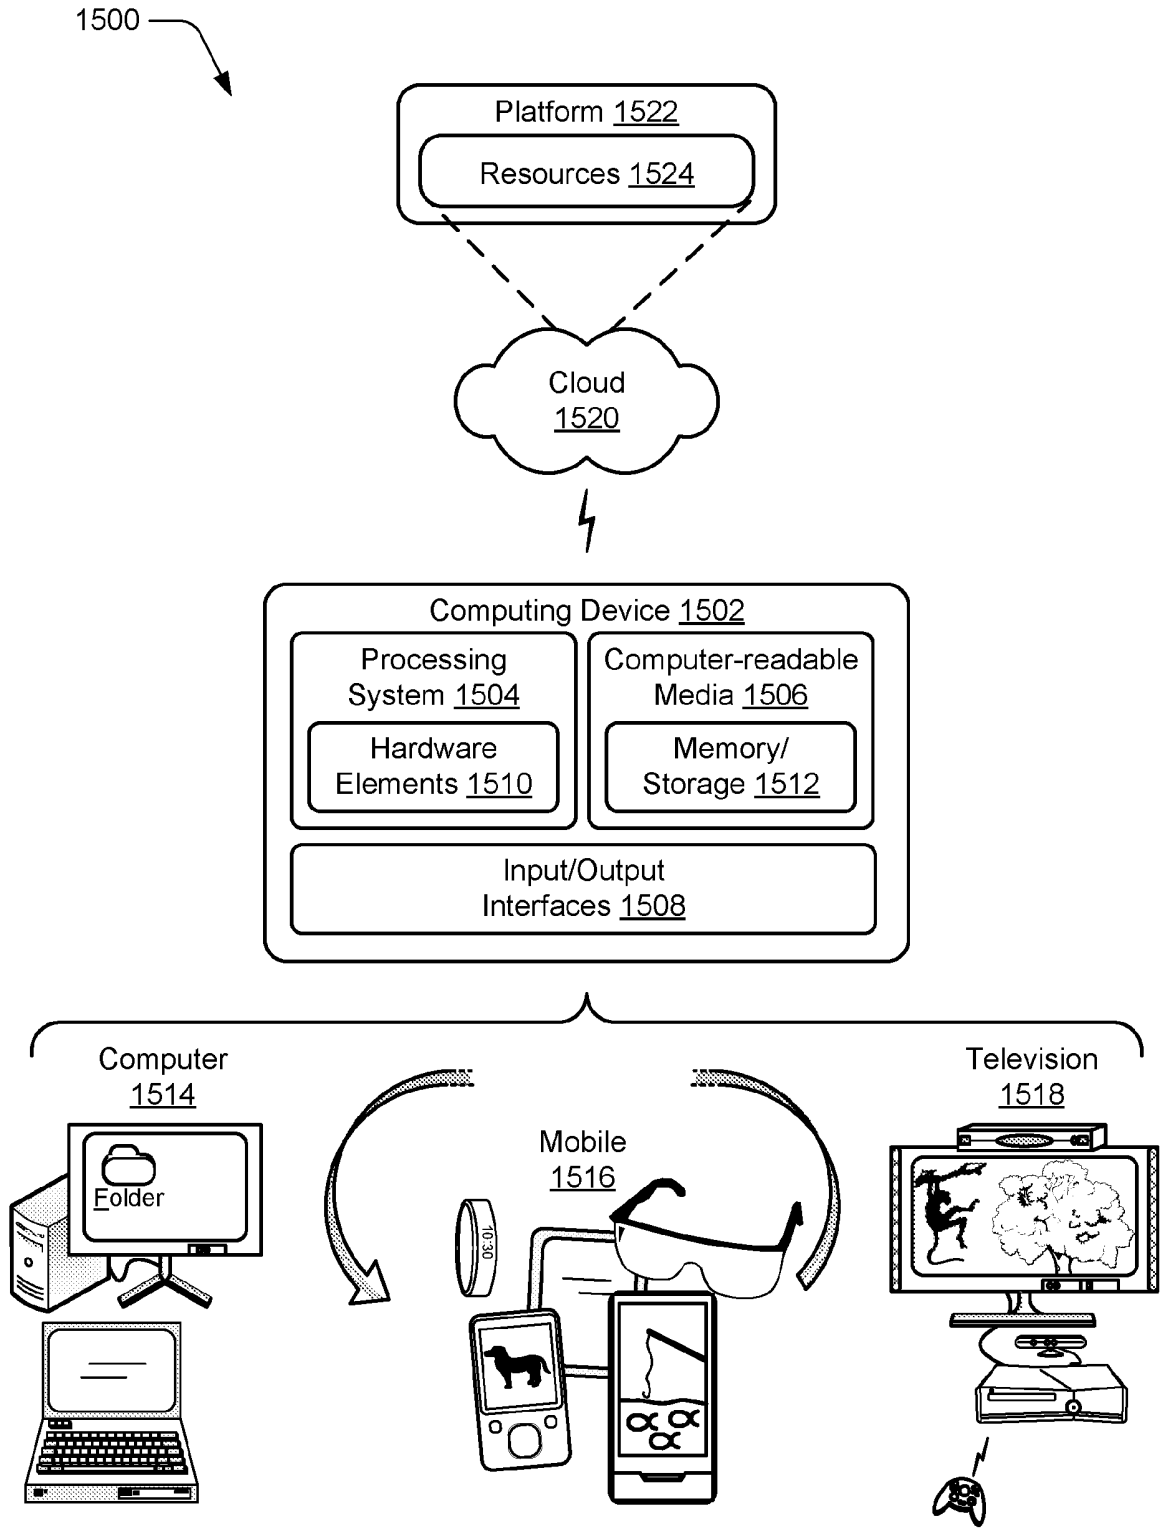 1500
Platform 1522
Resources 1524
Cloud
1520
Computing Device 1502
Processing
System 1504
Hardware
Elements 1510
Computer-readable
Media 1506
Memory/
Storage 1512
Input/Output
Interfaces 1508
Computer
1514
Folder
Mobile
1516
10:30
Television
1518